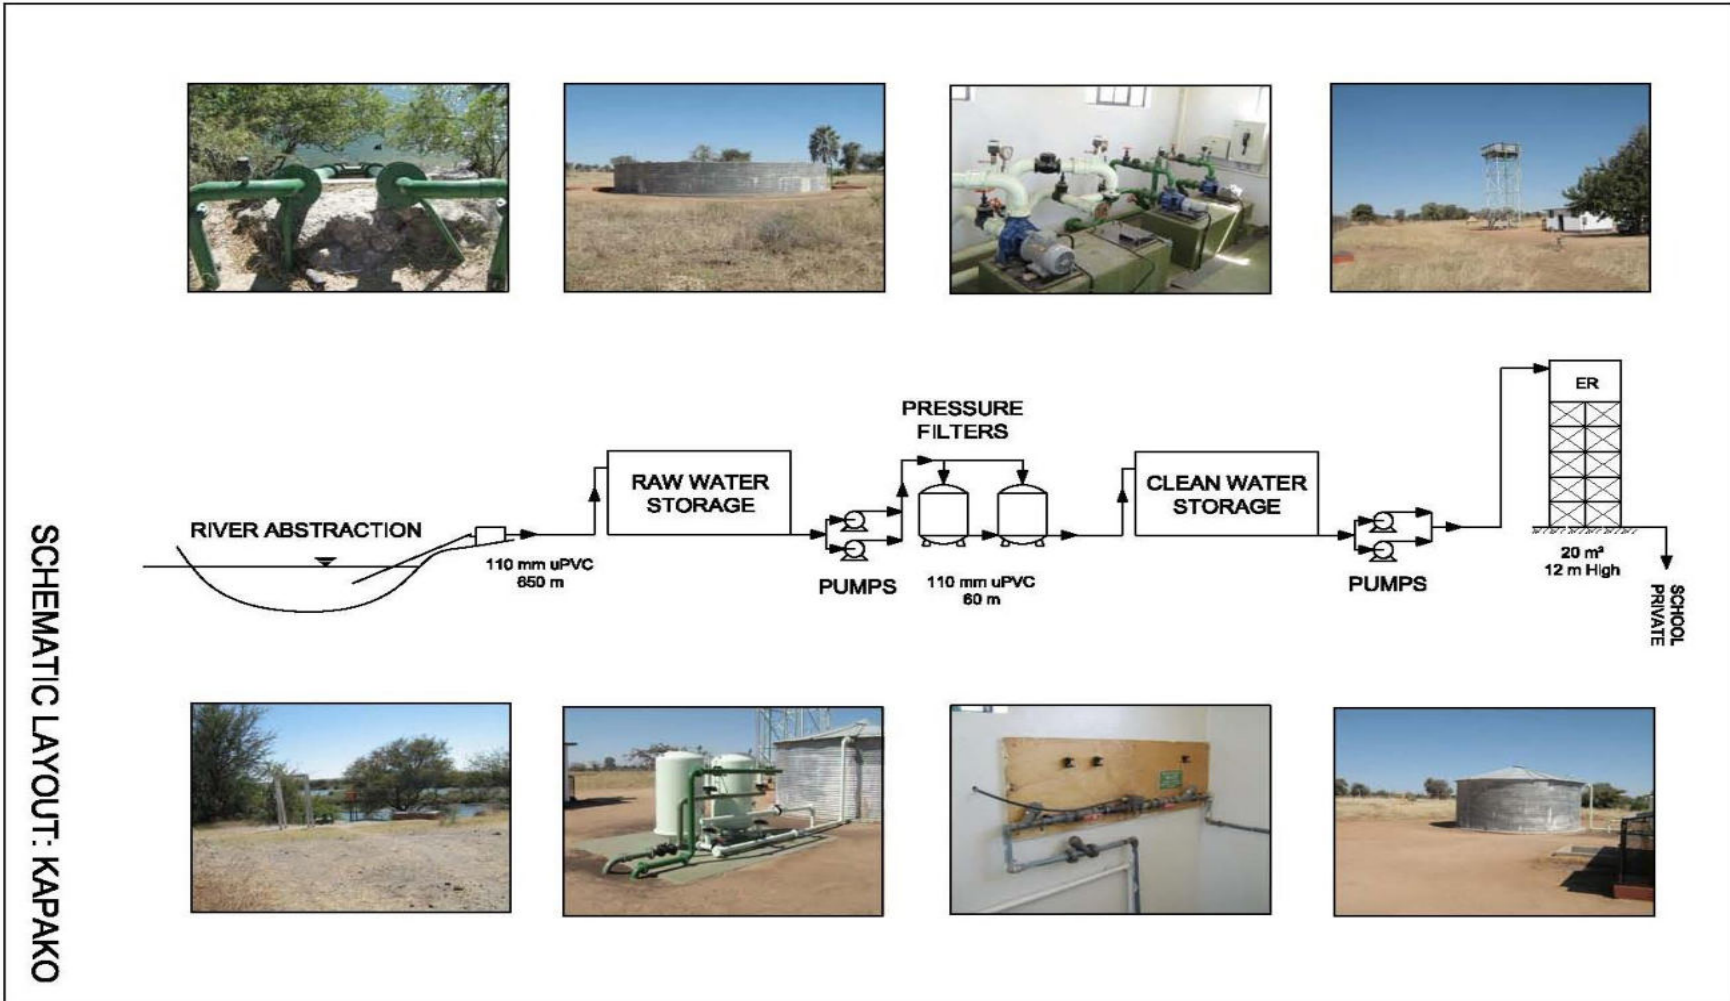 SCHEMATIC LAYOUT: KAPAKO
RIVER ABSTRACTION
110 mm uPVC
650 m
RAW WATER
STORAGE
PUMPS
PRESSURE
FILTERS
110 mm uPVC
60 m
CLEAN WATER
STORAGE
PUMPS
ER
20 m³
12 m High
SCHOOL
PRIVATE